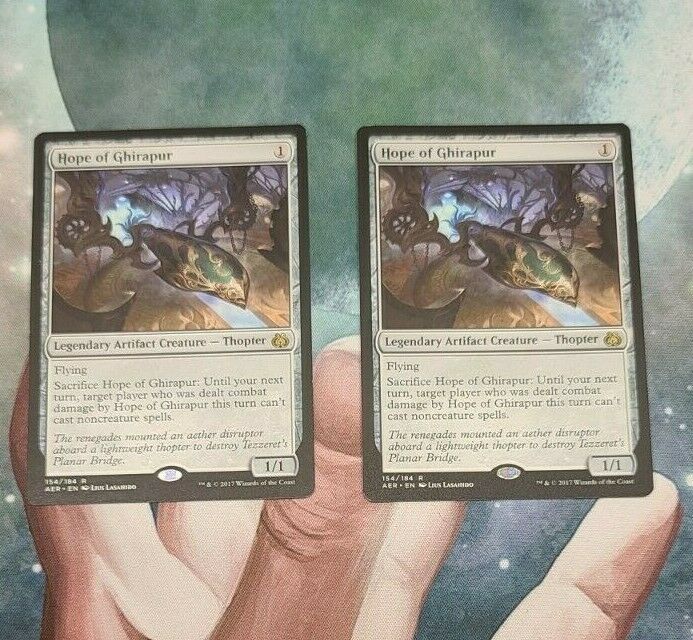 Hope of Ghirapur 1
Legendary Artifact Creature — Thopter
Flying
Sacrifice Hope of Ghirapur: Until your next
turn, target player who was dealt combat
damage by Hope of Ghirapur this turn can't
cast noncreature spells.
The renegades mounted an aether disruptor
aboard a lightweight thopter to destroy Tezzeret's
Planar Bridge.
1/1
154/184 R
AER • EN Lius Lasahido
™ & © 2017 Wizards of the Coast
Hope of Ghirapur 1
Legendary Artifact Creature — Thopter
Flying
Sacrifice Hope of Ghirapur: Until your next
turn, target player who was dealt combat
damage by Hope of Ghirapur this turn can't
cast noncreature spells.
The renegades mounted an aether disruptor
aboard a lightweight thopter to destroy Tezzeret's
Planar Bridge.
1/1
154/184 R
AER • EN Lius Lasahido
™ & © 2017 Wizards of the Coast